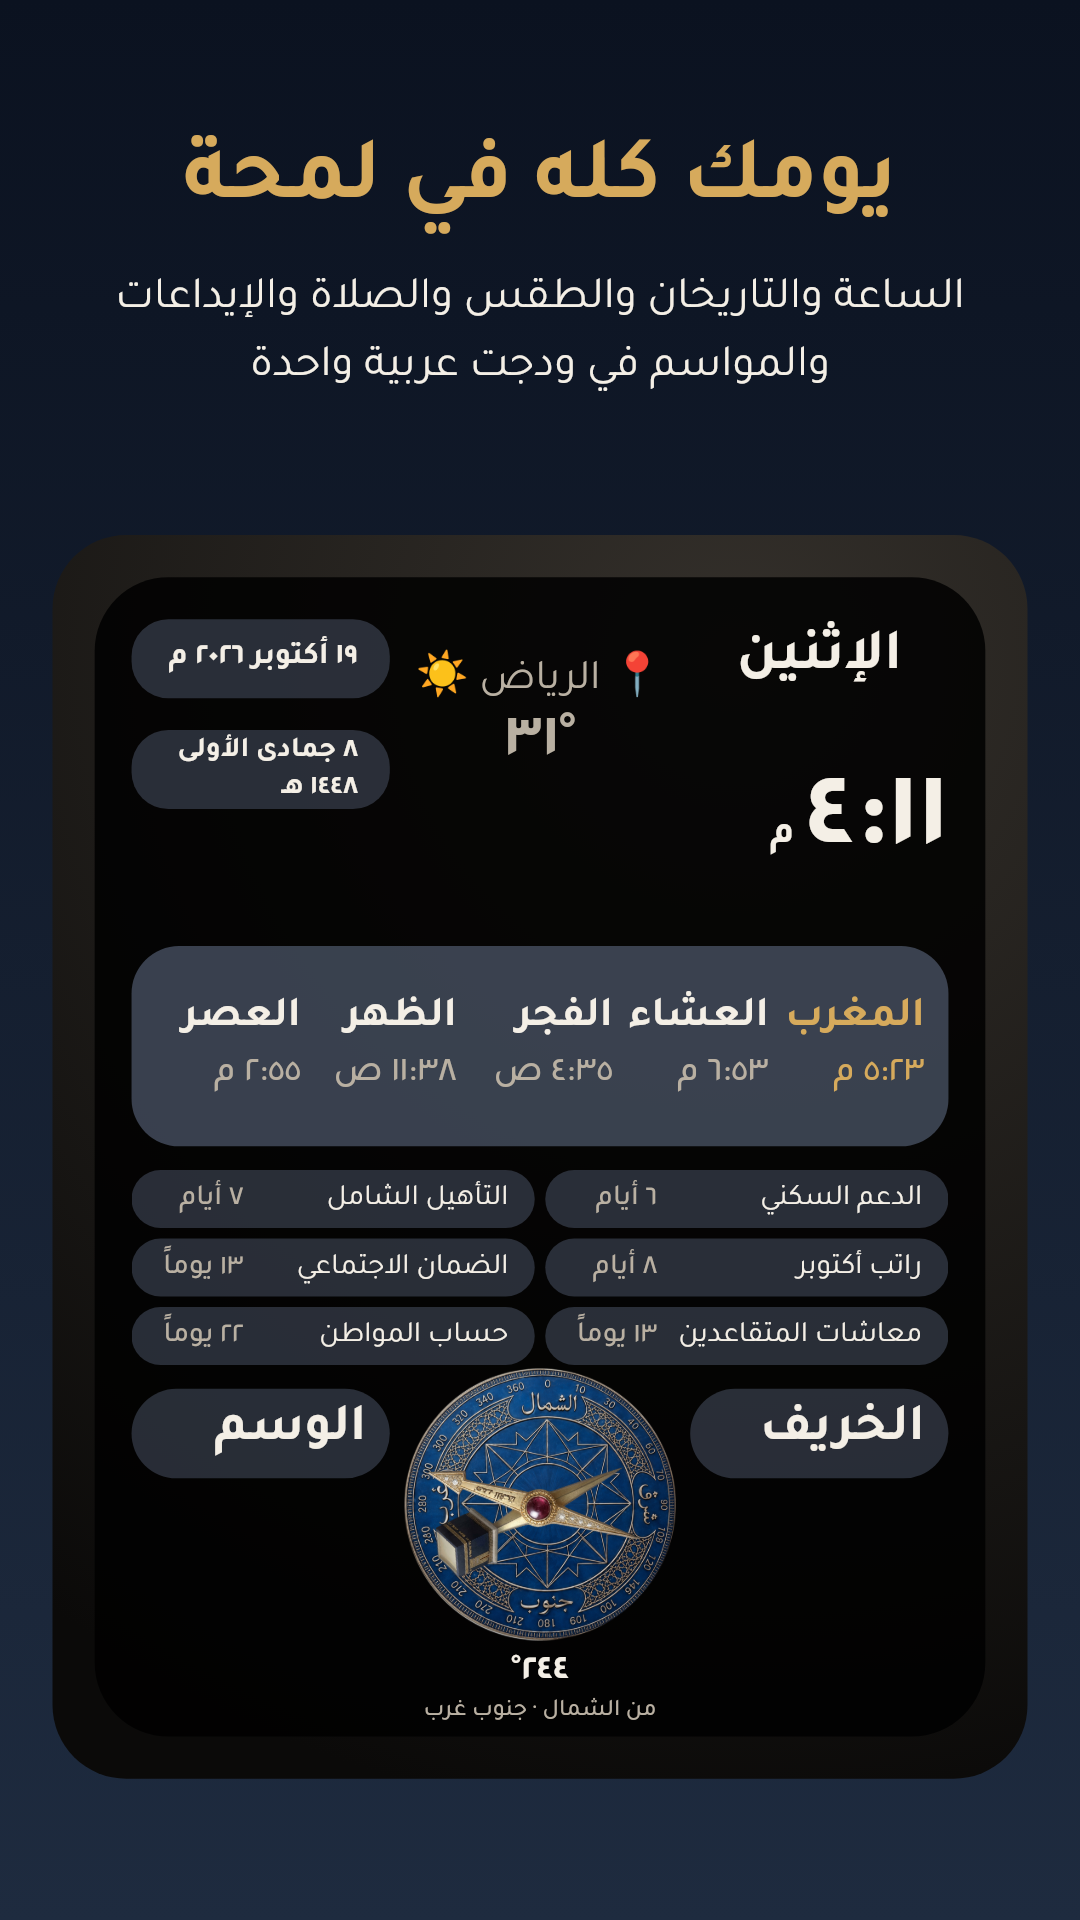 يومك كله في لمحة
الساعة والتاريخان والطقس والصلاة والإيداعات
والمواسم في ودجت عربية واحدة
الإثنين
٤:١١ م
الرياض
٣١°
١٩ أكتوبر ٢٠٢٦ م
٨ جمادى الأولى
١٤٤٨ هـ
المغرب العشاء الفجر الظهر العصر
٥:٢٣ م ٦:٥٣ م ٤:٣٥ ص ١١:٣٨ ص ٢:٥٥ م
الدعم السكني ٦ أيام التأهيل الشامل ٧ أيام
راتب أكتوبر ٨ أيام الضمان الاجتماعي ١٣ يوماً
معاشات المتقاعدين ١٣ يوماً حساب المواطن ٢٢ يوماً
الخريف
الوسم
الشمال
شرق
غرب
جنوب
٢٤٤°
من الشمال · جنوب غرب